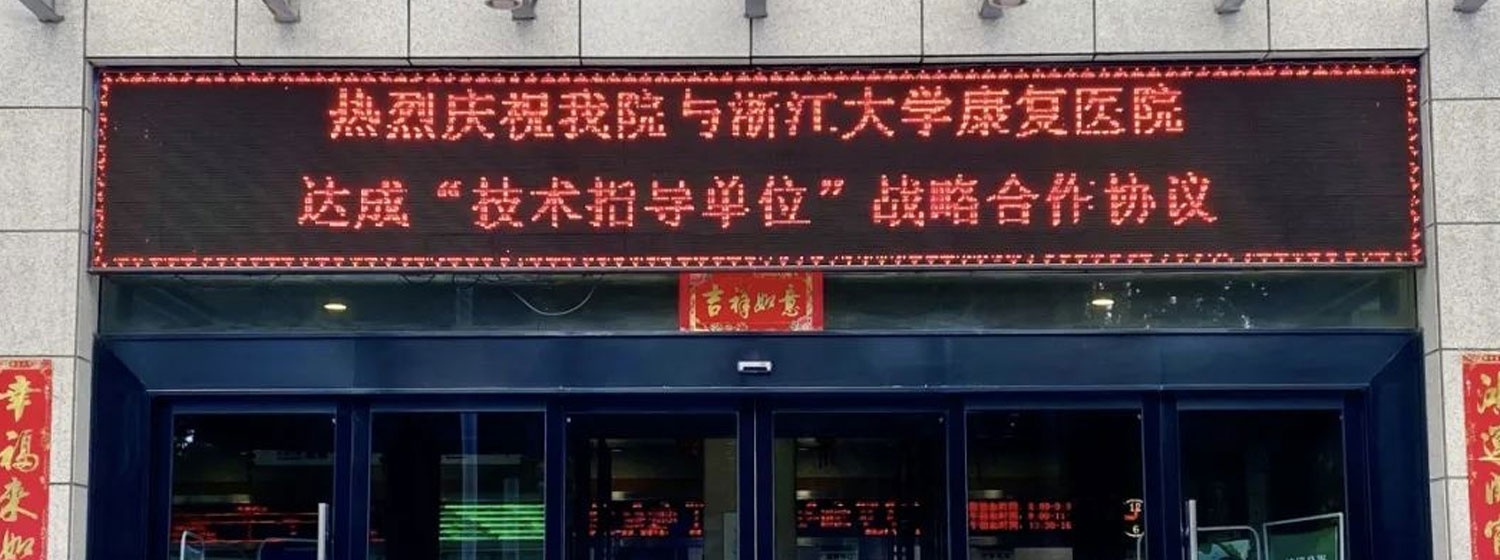 热烈庆祝我院与浙江大学康复医院
达成“技术指导单位”战略合作协议
吉祥如意
幸福来如